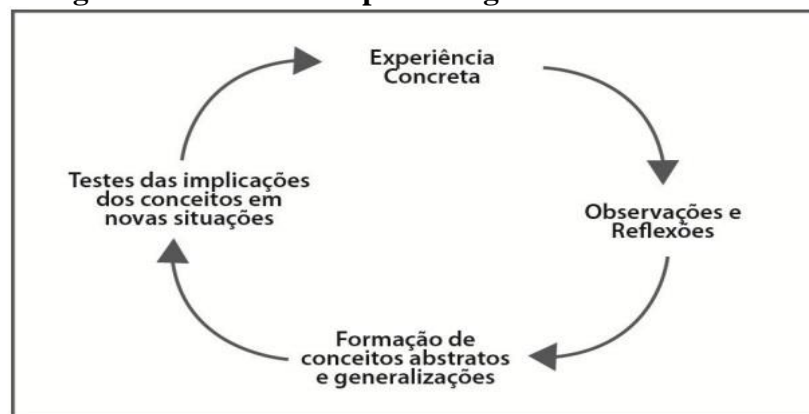 Experiência
Concreta
Testes das implicações
dos conceitos em
novas situações
Observações e
Reflexões
Formação de
conceitos abstratos
e generalizações